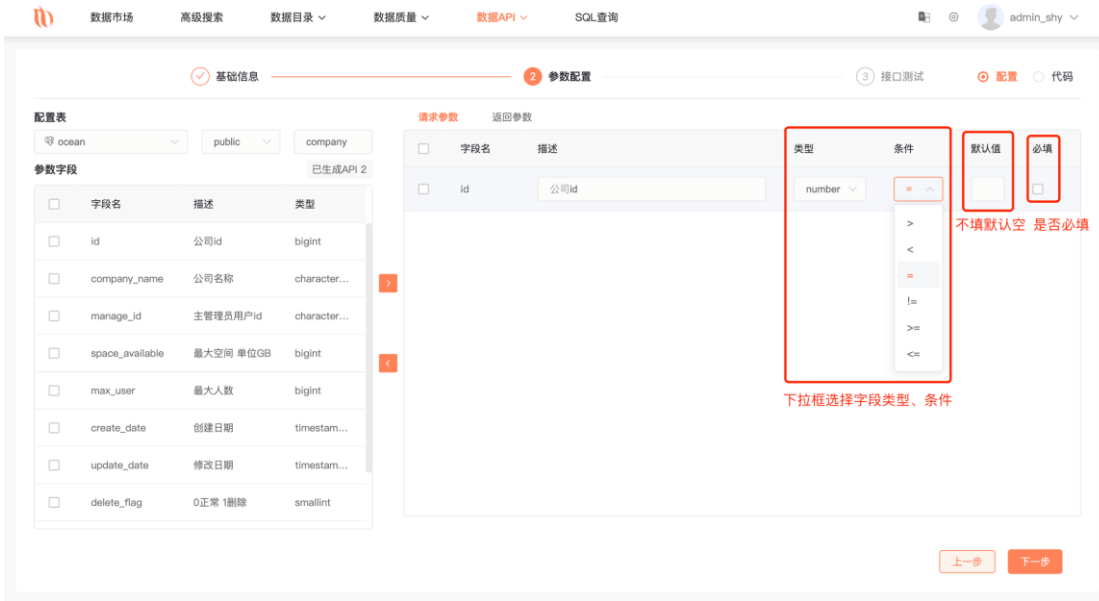 数据市场 高级搜索 数据目录 数据质量 数据API SQL查询 admin_shy
基础信息 2 参数配置 3 接口测试 配置 代码
配置表
ocean public company
参数字段 已生成API 2
字段名 描述 类型
id 公司id bigint
company_name 公司名称 character...
manage_id 主管理员用户id character...
space_available 最大空间 单位GB bigint
max_user 最大人数 bigint
create_date 创建日期 timestam...
update_date 修改日期 timestam...
delete_flag 0正常 1删除 smallint
>
<
请求参数 返回参数
字段名 描述 类型 条件 默认值 必填
id 公司id number =
>
<
=
!=
>=
<=
不填默认空 是否必填
下拉框选择字段类型、条件
上一步 下一步